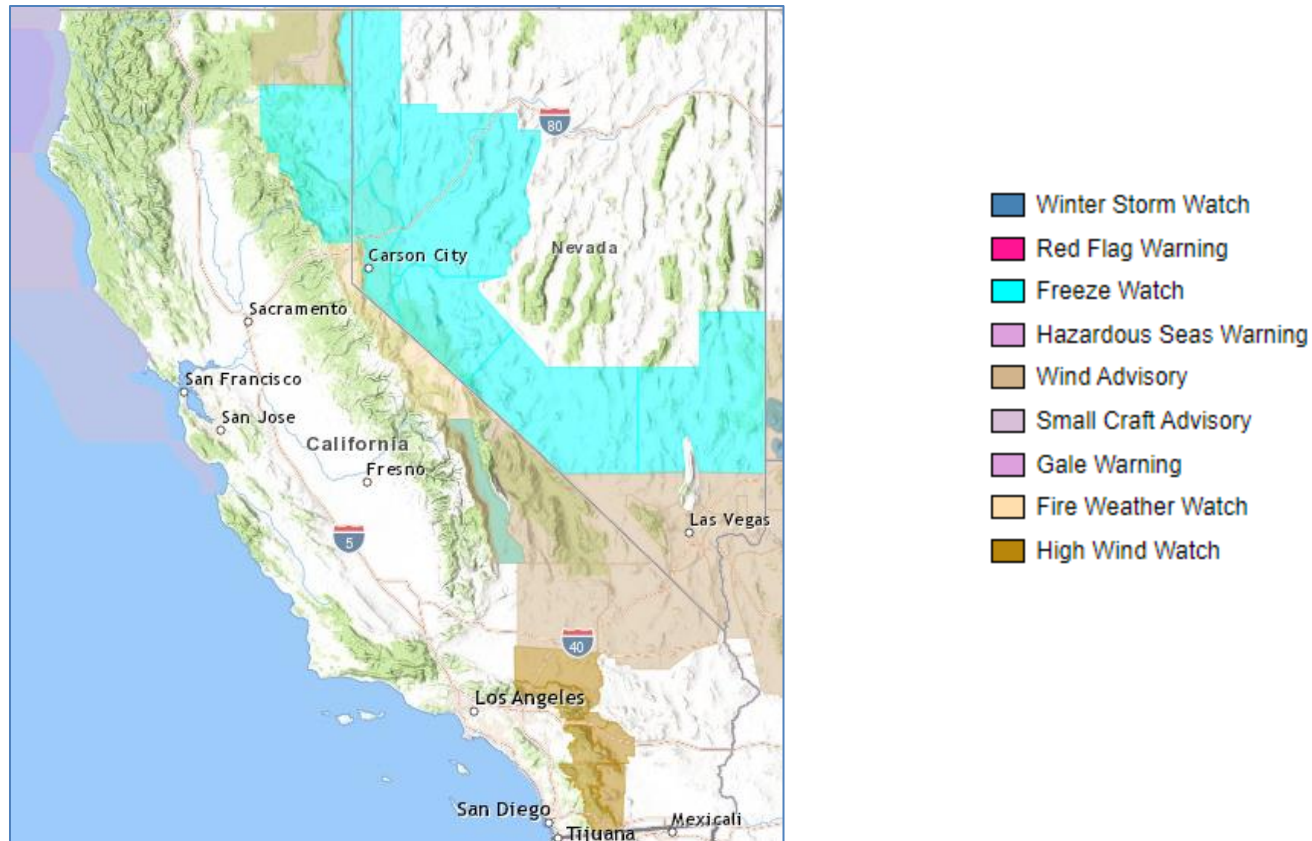 80
Carson City
Nevada
Sacramento
San Francisco
San Jose
California
Fresno
Las Vegas
5
40
Los Angeles
San Diego
Mexicali
Tijuana
Winter Storm Watch
Red Flag Warning
Freeze Watch
Hazardous Seas Warning
Wind Advisory
Small Craft Advisory
Gale Warning
Fire Weather Watch
High Wind Watch